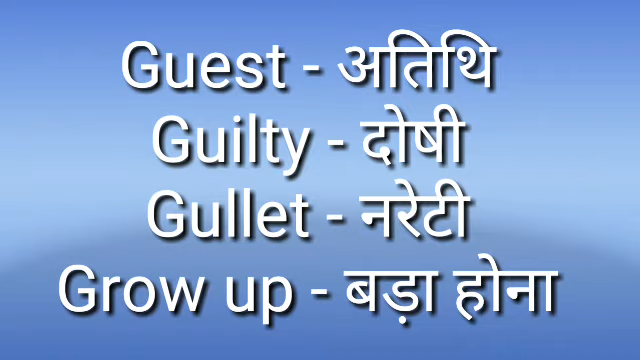 Guest - अतिथि
Guilty - दोषी
Gullet - नरेटी
Grow up - बड़ा होना